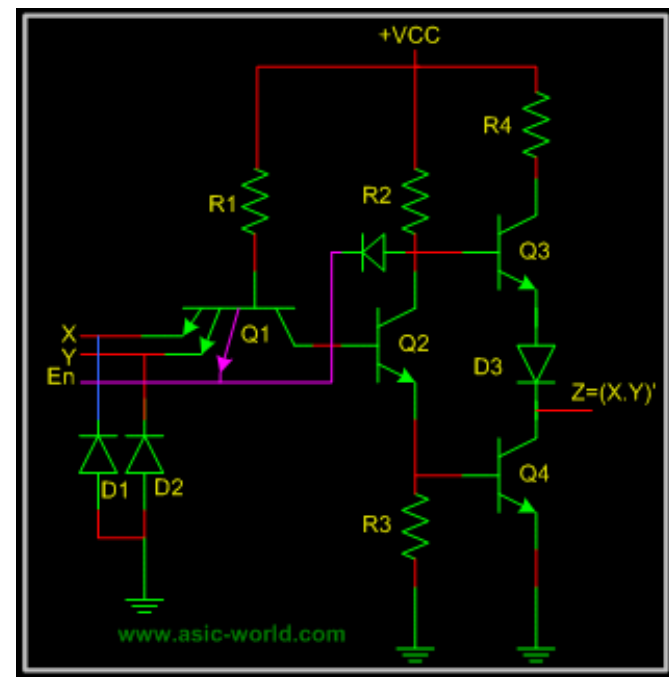 +VCC
R4
R1
R2
Q3
X
Y
En
Q1
Q2
D3
Z=(X.Y)'
D1
D2
Q4
R3
www.asic-world.com